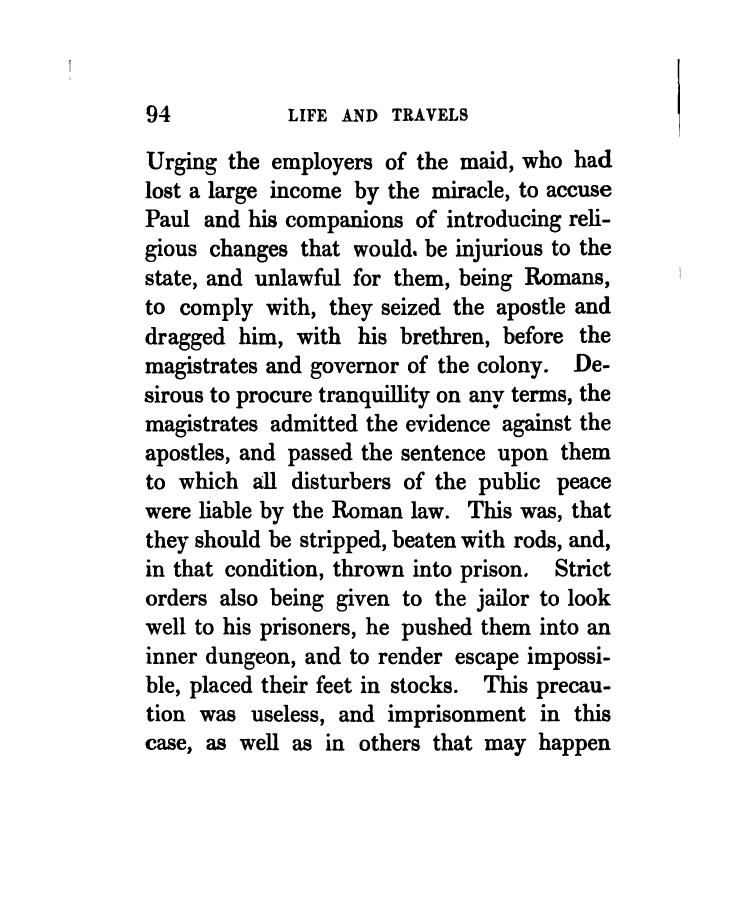 94 LIFE AND TRAVELS
Urging the employers of the maid, who had
lost a large income by the miracle, to accuse
Paul and his companions of introducing reli-
gious changes that would. be injurious to the
state, and unlawful for them, being Romans,
to comply with, they seized the apostle and
dragged him, with his brethren, before the
magistrates and governor of the colony. De-
sirous to procure tranquillity on any terms, the
magistrates admitted the evidence against the
apostles, and passed the sentence upon them
to which all disturbers of the public peace
were liable by the Roman law. This was, that
they should be stripped, beaten with rods, and,
in that condition, thrown into prison. Strict
orders also being given to the jailor to look
well to his prisoners, he pushed them into an
inner dungeon, and to render escape impossi-
ble, placed their feet in stocks. This precau-
tion was useless, and imprisonment in this
case, as well as in others that may happen